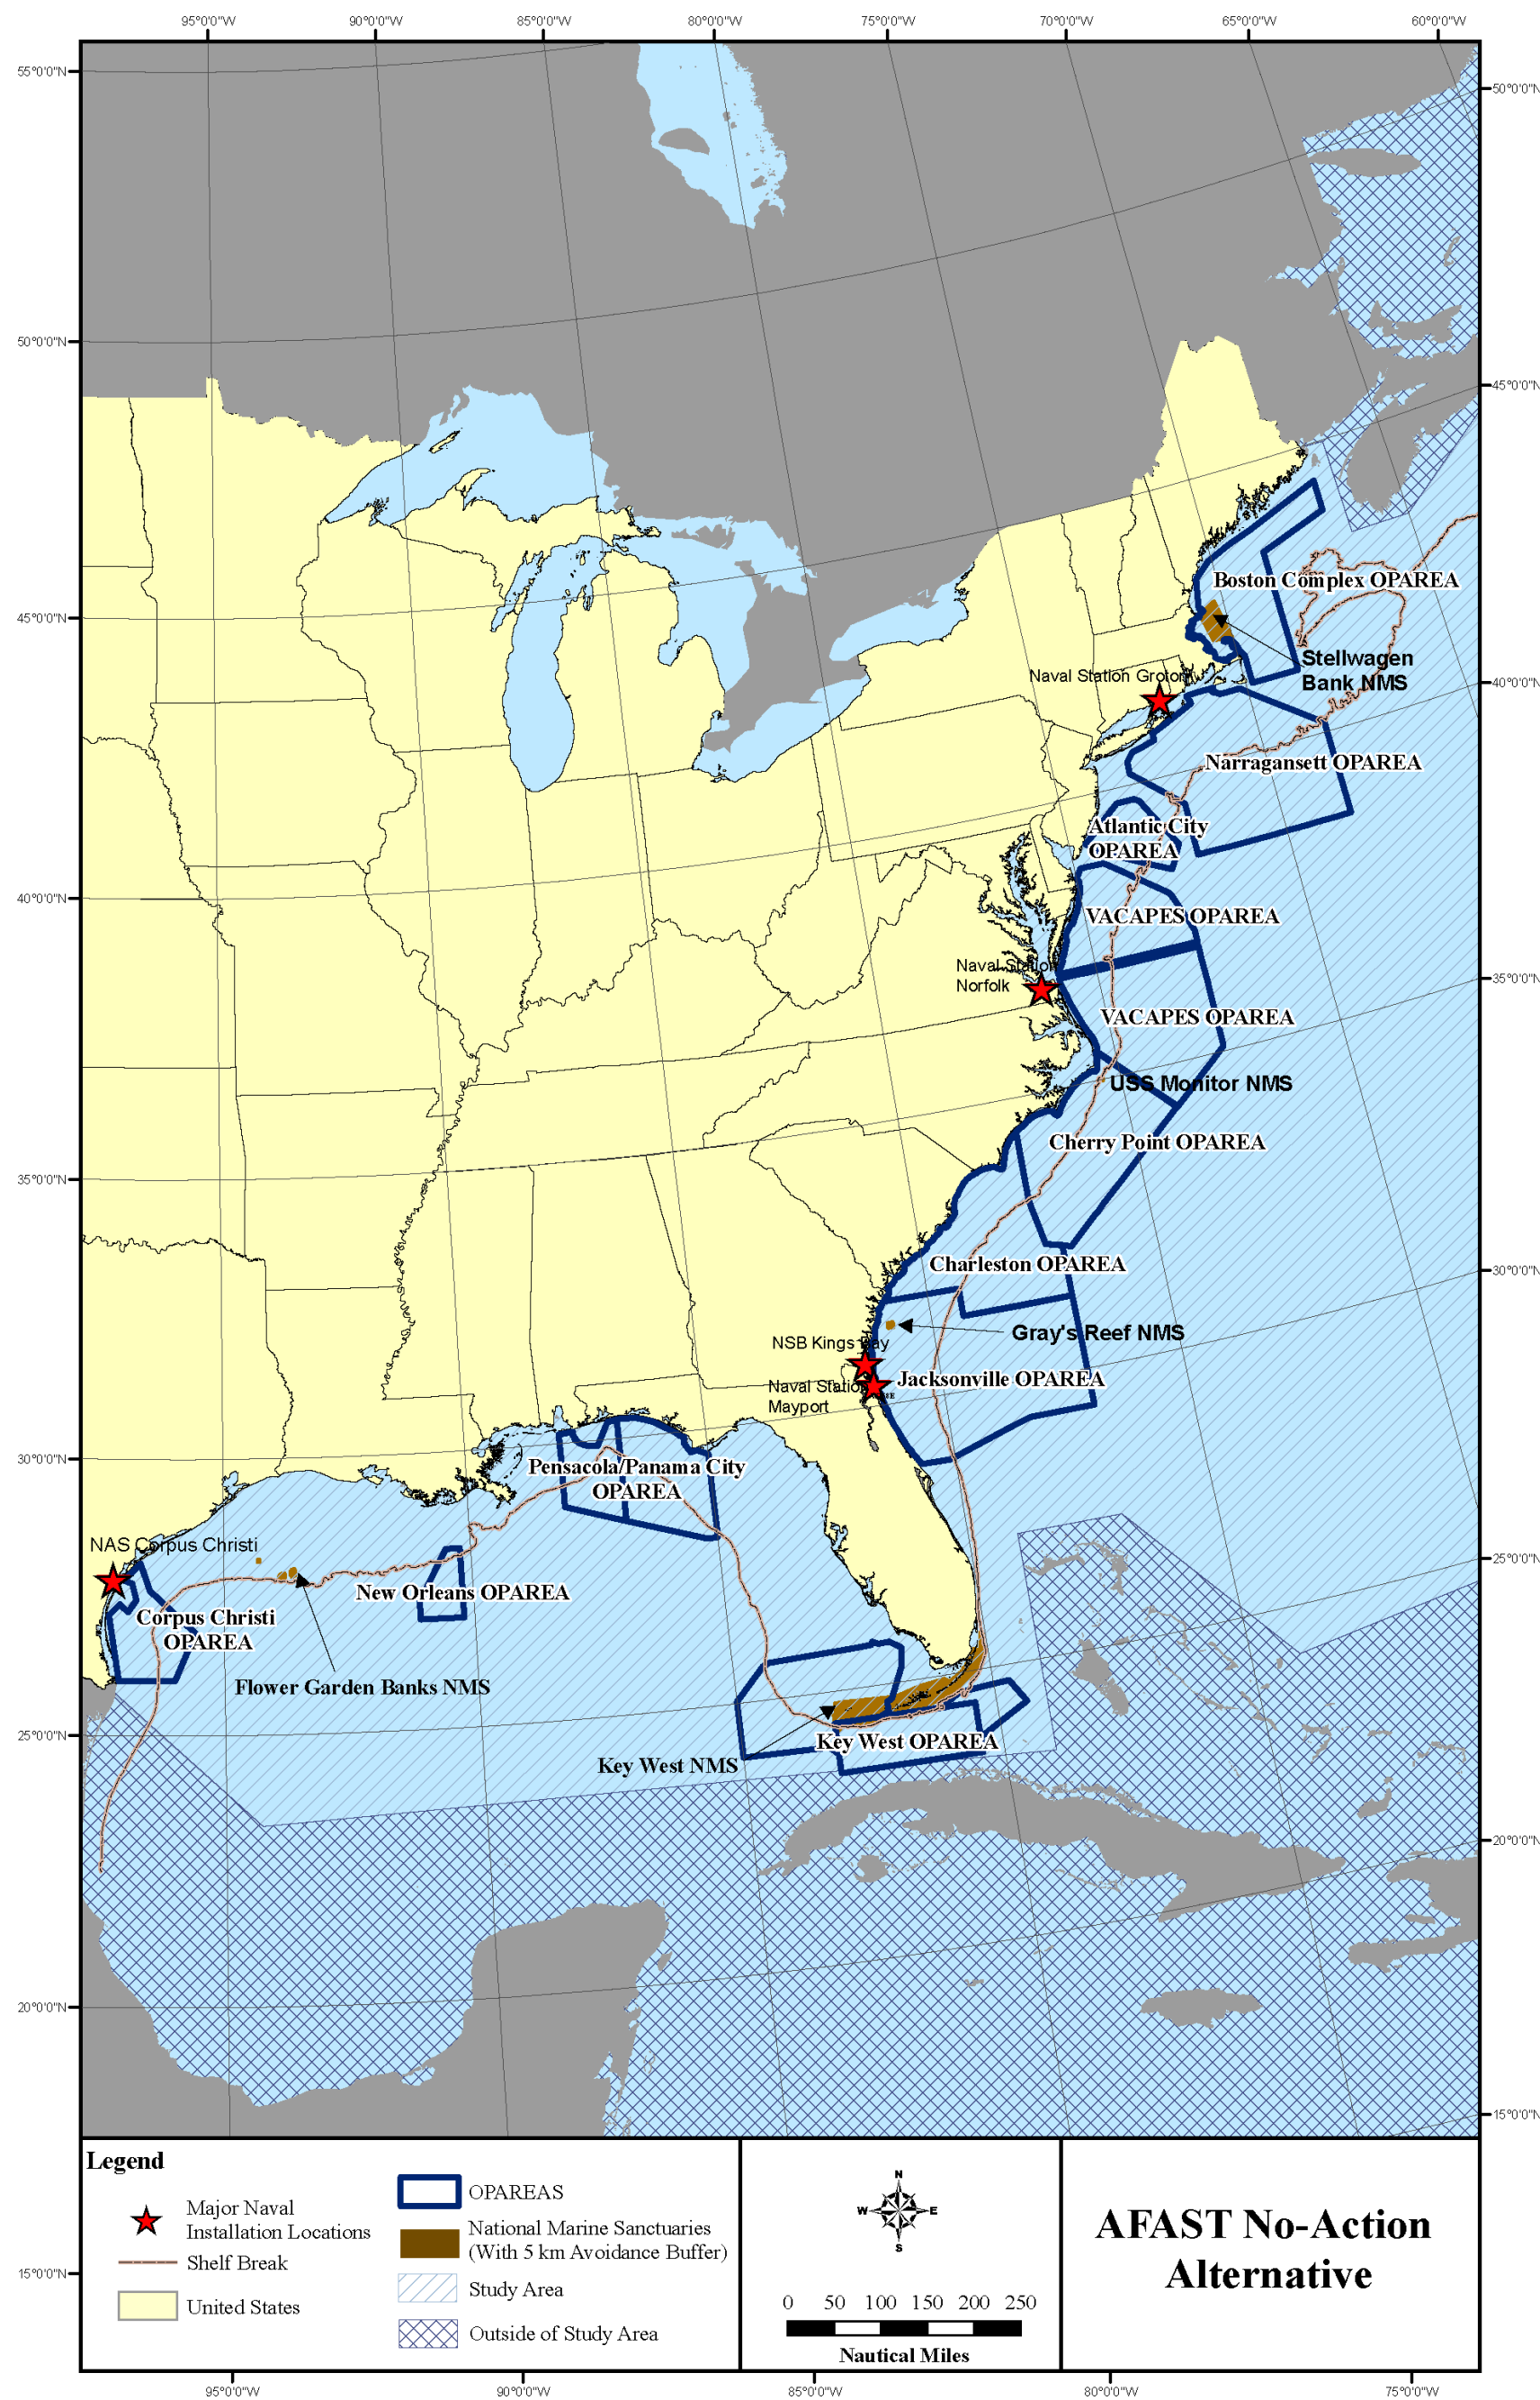 95°0'0"W
90°0'0"W
85°0'0"W
80°0'0"W
75°0'0"W
70°0'0"W
65°0'0"W
60°0'0"W
55°0'0"N
50°0'0"N
50°0'0"N
45°0'0"N
Boston Complex OPAREA
45°0'0"N
Stellwagen
Bank NMS
Naval Station Groton
40°0'0"N
Narragansett OPAREA
Atlantic City
OPAREA
40°0'0"N
VACAPES OPAREA
Naval Station
Norfolk
35°0'0"N
VACAPES OPAREA
USS Monitor NMS
Cherry Point OPAREA
35°0'0"N
Charleston OPAREA
30°0'0"N
Gray's Reef NMS
NSB Kings Bay
Jacksonville OPAREA
Naval Station
Mayport
30°0'0"N
Pensacola/Panama City
OPAREA
NAS Corpus Christi
25°0'0"N
New Orleans OPAREA
Corpus Christi
OPAREA
Flower Garden Banks NMS
25°0'0"N
Key West OPAREA
Key West NMS
20°0'0"N
20°0'0"N
15°0'0"N
Legend
Major Naval
Installation Locations
Shelf Break
United States
OPAREAS
National Marine Sanctuaries
(With 5 km Avoidance Buffer)
Study Area
Outside of Study Area
N
W
E
S
0 50 100 150 200 250
Nautical Miles
AFAST No-Action
Alternative
15°0'0"N
95°0'0"W
90°0'0"W
85°0'0"W
80°0'0"W
75°0'0"W